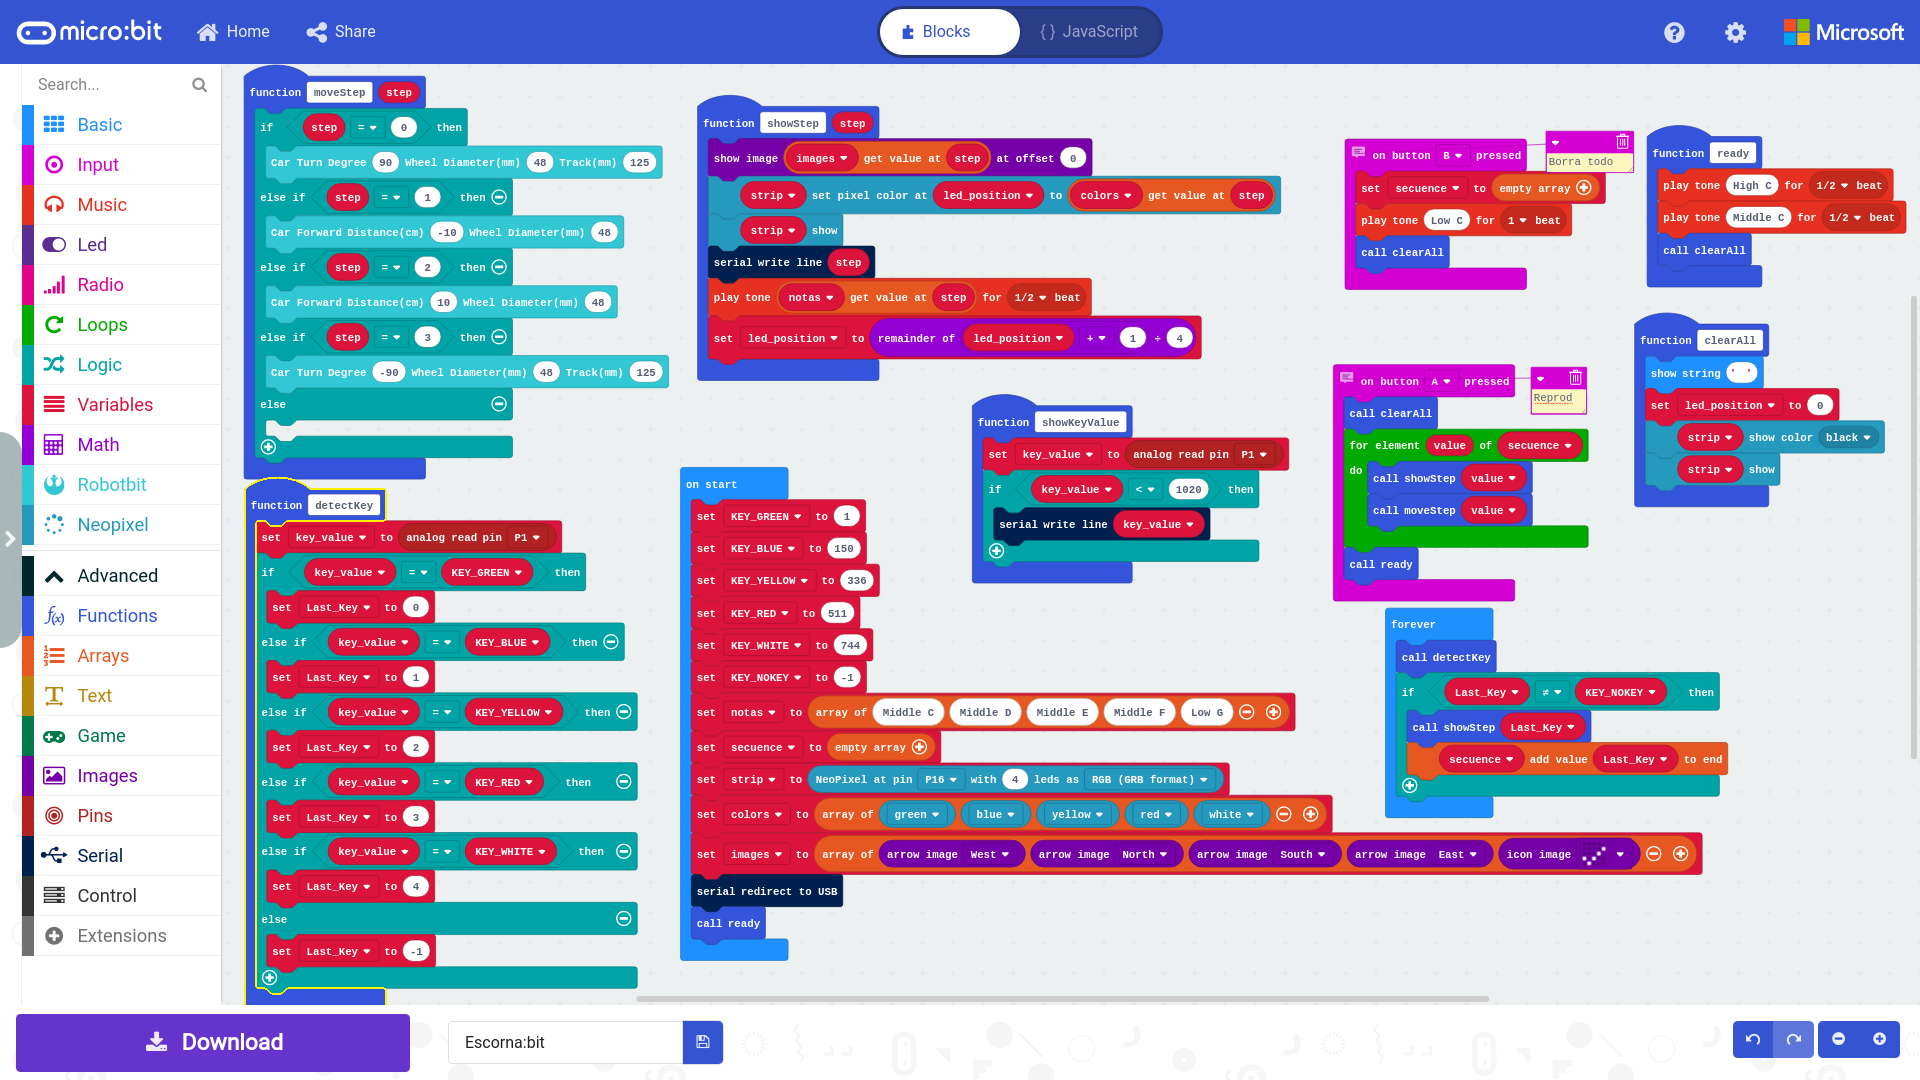 micro:bit
Home
Share
Blocks
{ } JavaScript
Microsoft
Search...
Basic
Input
Music
Led
Radio
Loops
Logic
Variables
Math
Robotbit
Neopixel
Advanced
Functions
Arrays
Text
Game
Images
Pins
Serial
Control
Extensions
function moveStep step
if step = 0 then
Car Turn Degree 90 Wheel Diameter(mm) 48 Track(mm) 125
else if step = 1 then
Car Forward Distance(cm) -10 Wheel Diameter(mm) 48
else if step = 2 then
Car Forward Distance(cm) 10 Wheel Diameter(mm) 48
else if step = 3 then
Car Turn Degree -90 Wheel Diameter(mm) 48 Track(mm) 125
else
function detectKey
set key_value to analog read pin P1
if key_value = KEY_GREEN then
set Last_Key to 0
else if key_value = KEY_BLUE then
set Last_Key to 1
else if key_value = KEY_YELLOW then
set Last_Key to 2
else if key_value = KEY_RED then
set Last_Key to 3
else if key_value = KEY_WHITE then
set Last_Key to 4
else
set Last_Key to -1
function showStep step
show image images get value at step at offset 0
strip set pixel color at led_position to colors get value at step
strip show
serial write line step
play tone notas get value at step for 1/2 beat
set led_position to remainder of led_position + 1 ÷ 4
function showKeyValue
set key_value to analog read pin P1
if key_value < 1020 then
serial write line key_value
on start
set KEY_GREEN to 1
set KEY_BLUE to 150
set KEY_YELLOW to 336
set KEY_RED to 511
set KEY_WHITE to 744
set KEY_NOKEY to -1
set notas to array of Middle C Middle D Middle E Middle F Low G
set secuence to empty array
set strip to NeoPixel at pin P16 with 4 leds as RGB (GRB format)
set colors to array of green blue yellow red white
set images to array of arrow image West arrow image North arrow image South arrow image East icon image
serial redirect to USB
call ready
on button B pressed
Borra todo
set secuence to empty array
play tone Low C for 1 beat
call clearAll
function ready
play tone High C for 1/2 beat
play tone Middle C for 1/2 beat
call clearAll
on button A pressed
Reprod
call clearAll
for element value of secuence
do call showStep value
call moveStep value
call ready
function clearAll
show string " "
set led_position to 0
strip show color black
strip show
forever
call detectKey
if Last_Key ≠ KEY_NOKEY then
call showStep Last_Key
secuence add value Last_Key to end
Download
Escorna:bit